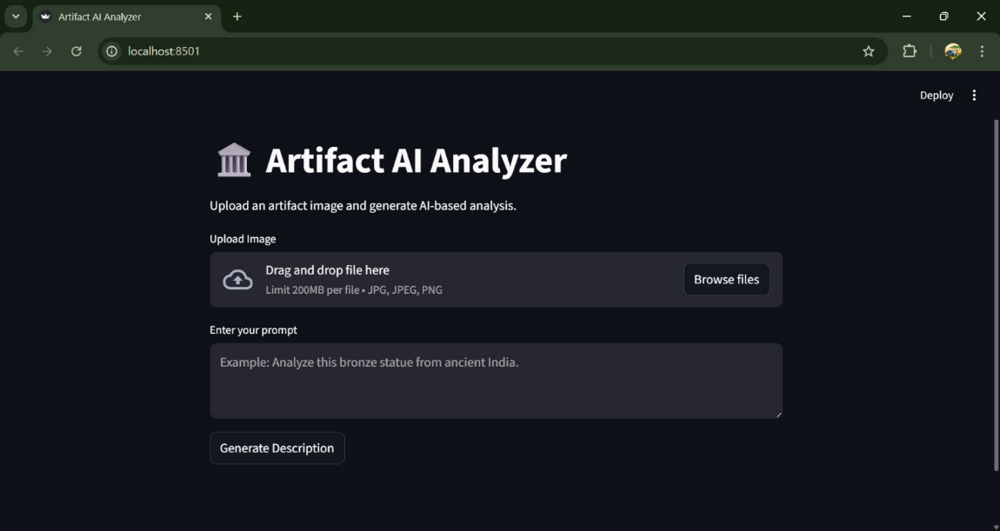 Artifact AI Analyzer
localhost:8501
Deploy
Artifact AI Analyzer
Upload an artifact image and generate AI-based analysis.
Upload Image
Drag and drop file here
Limit 200MB per file • JPG, JPEG, PNG
Browse files
Enter your prompt
Example: Analyze this bronze statue from ancient India.
Generate Description